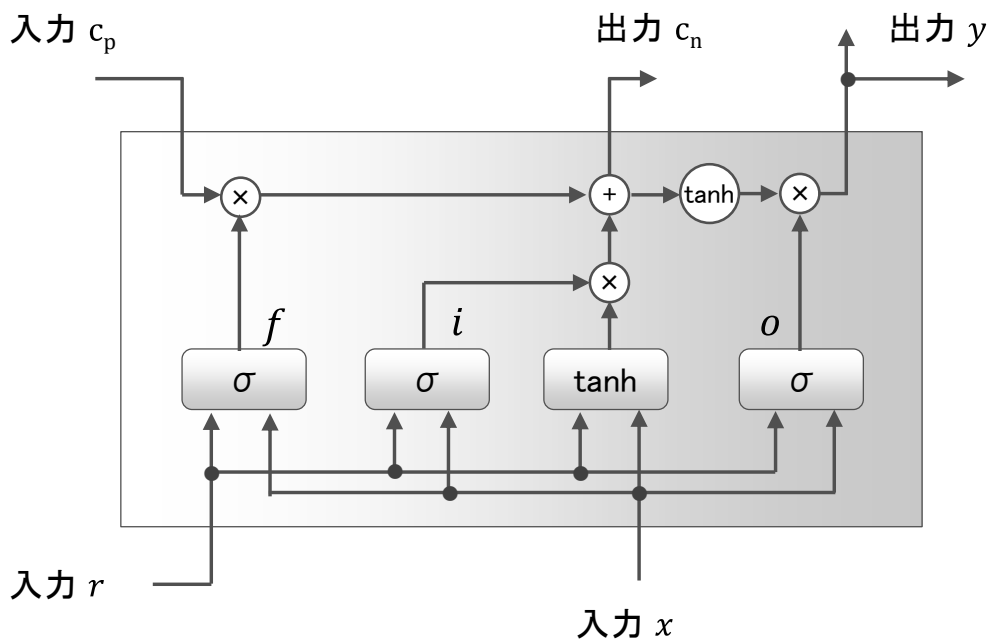 入力 cp
出力 cn
出力 y
×
+
tanh
×
×
f
i
o
σ
σ
tanh
σ
入力 r
入力 x